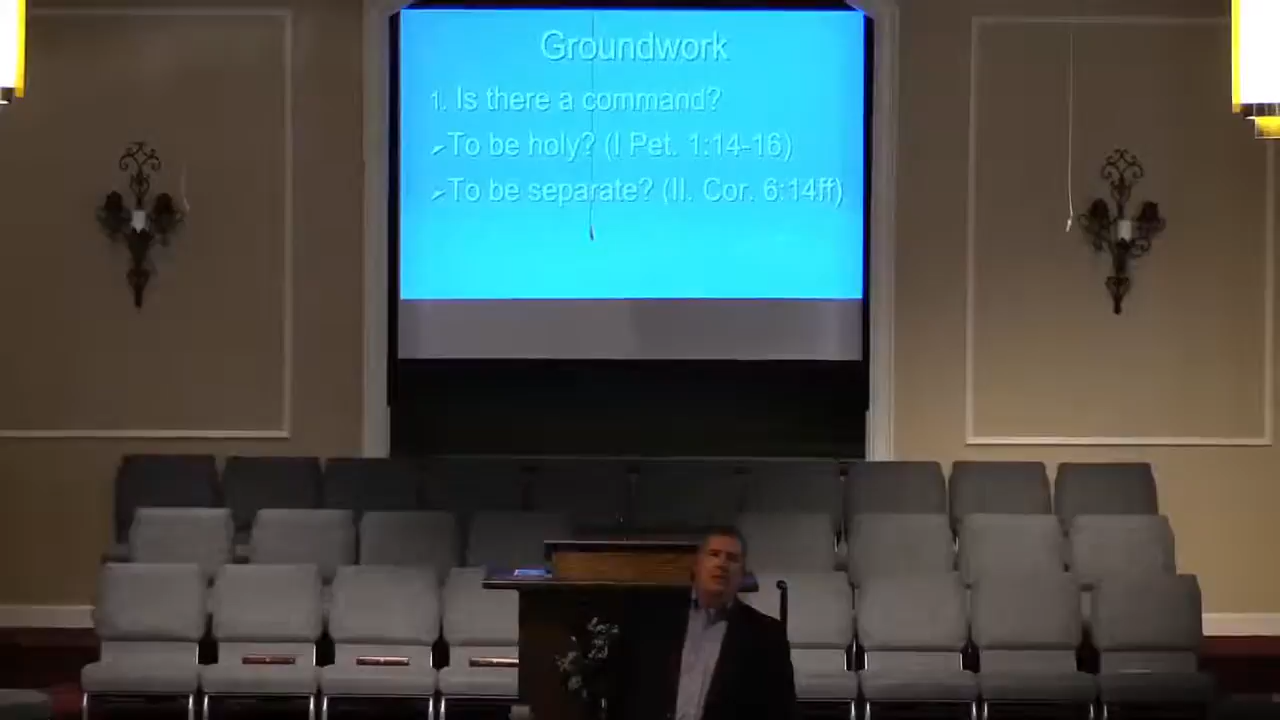 Groundwork
1. Is there a command?
➢To be holy? (I Pet. 1:14-16)
➢To be separate? (II. Cor. 6:14ff)